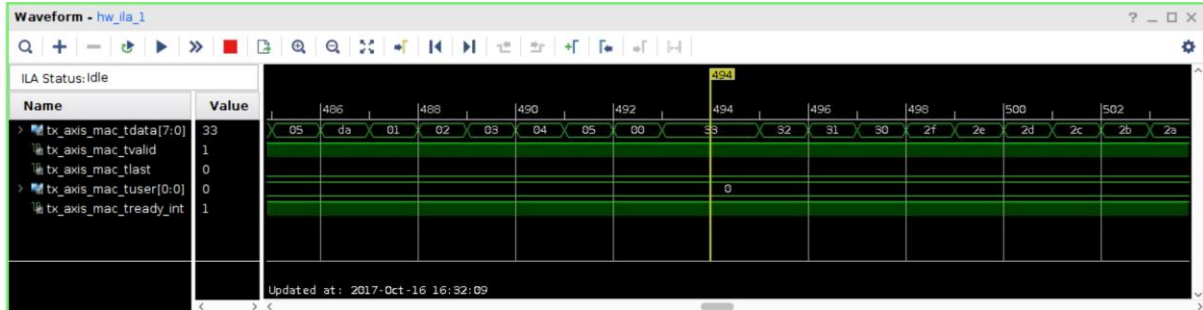 Waveform - hw_ila_1
ILA Status: Idle
Name Value
494
486 488 490 492 494 496 498 500 502
tx_axis_mac_tdata[7:0] 33 05 da 01 02 03 04 05 00 33 32 31 30 2f 2e 2d 2c 2b 2a
tx_axis_mac_tvalid 1
tx_axis_mac_tlast 0
tx_axis_mac_tuser[0:0] 0 0
tx_axis_mac_tready_int 1
Updated at: 2017-Oct-16 16:32:09